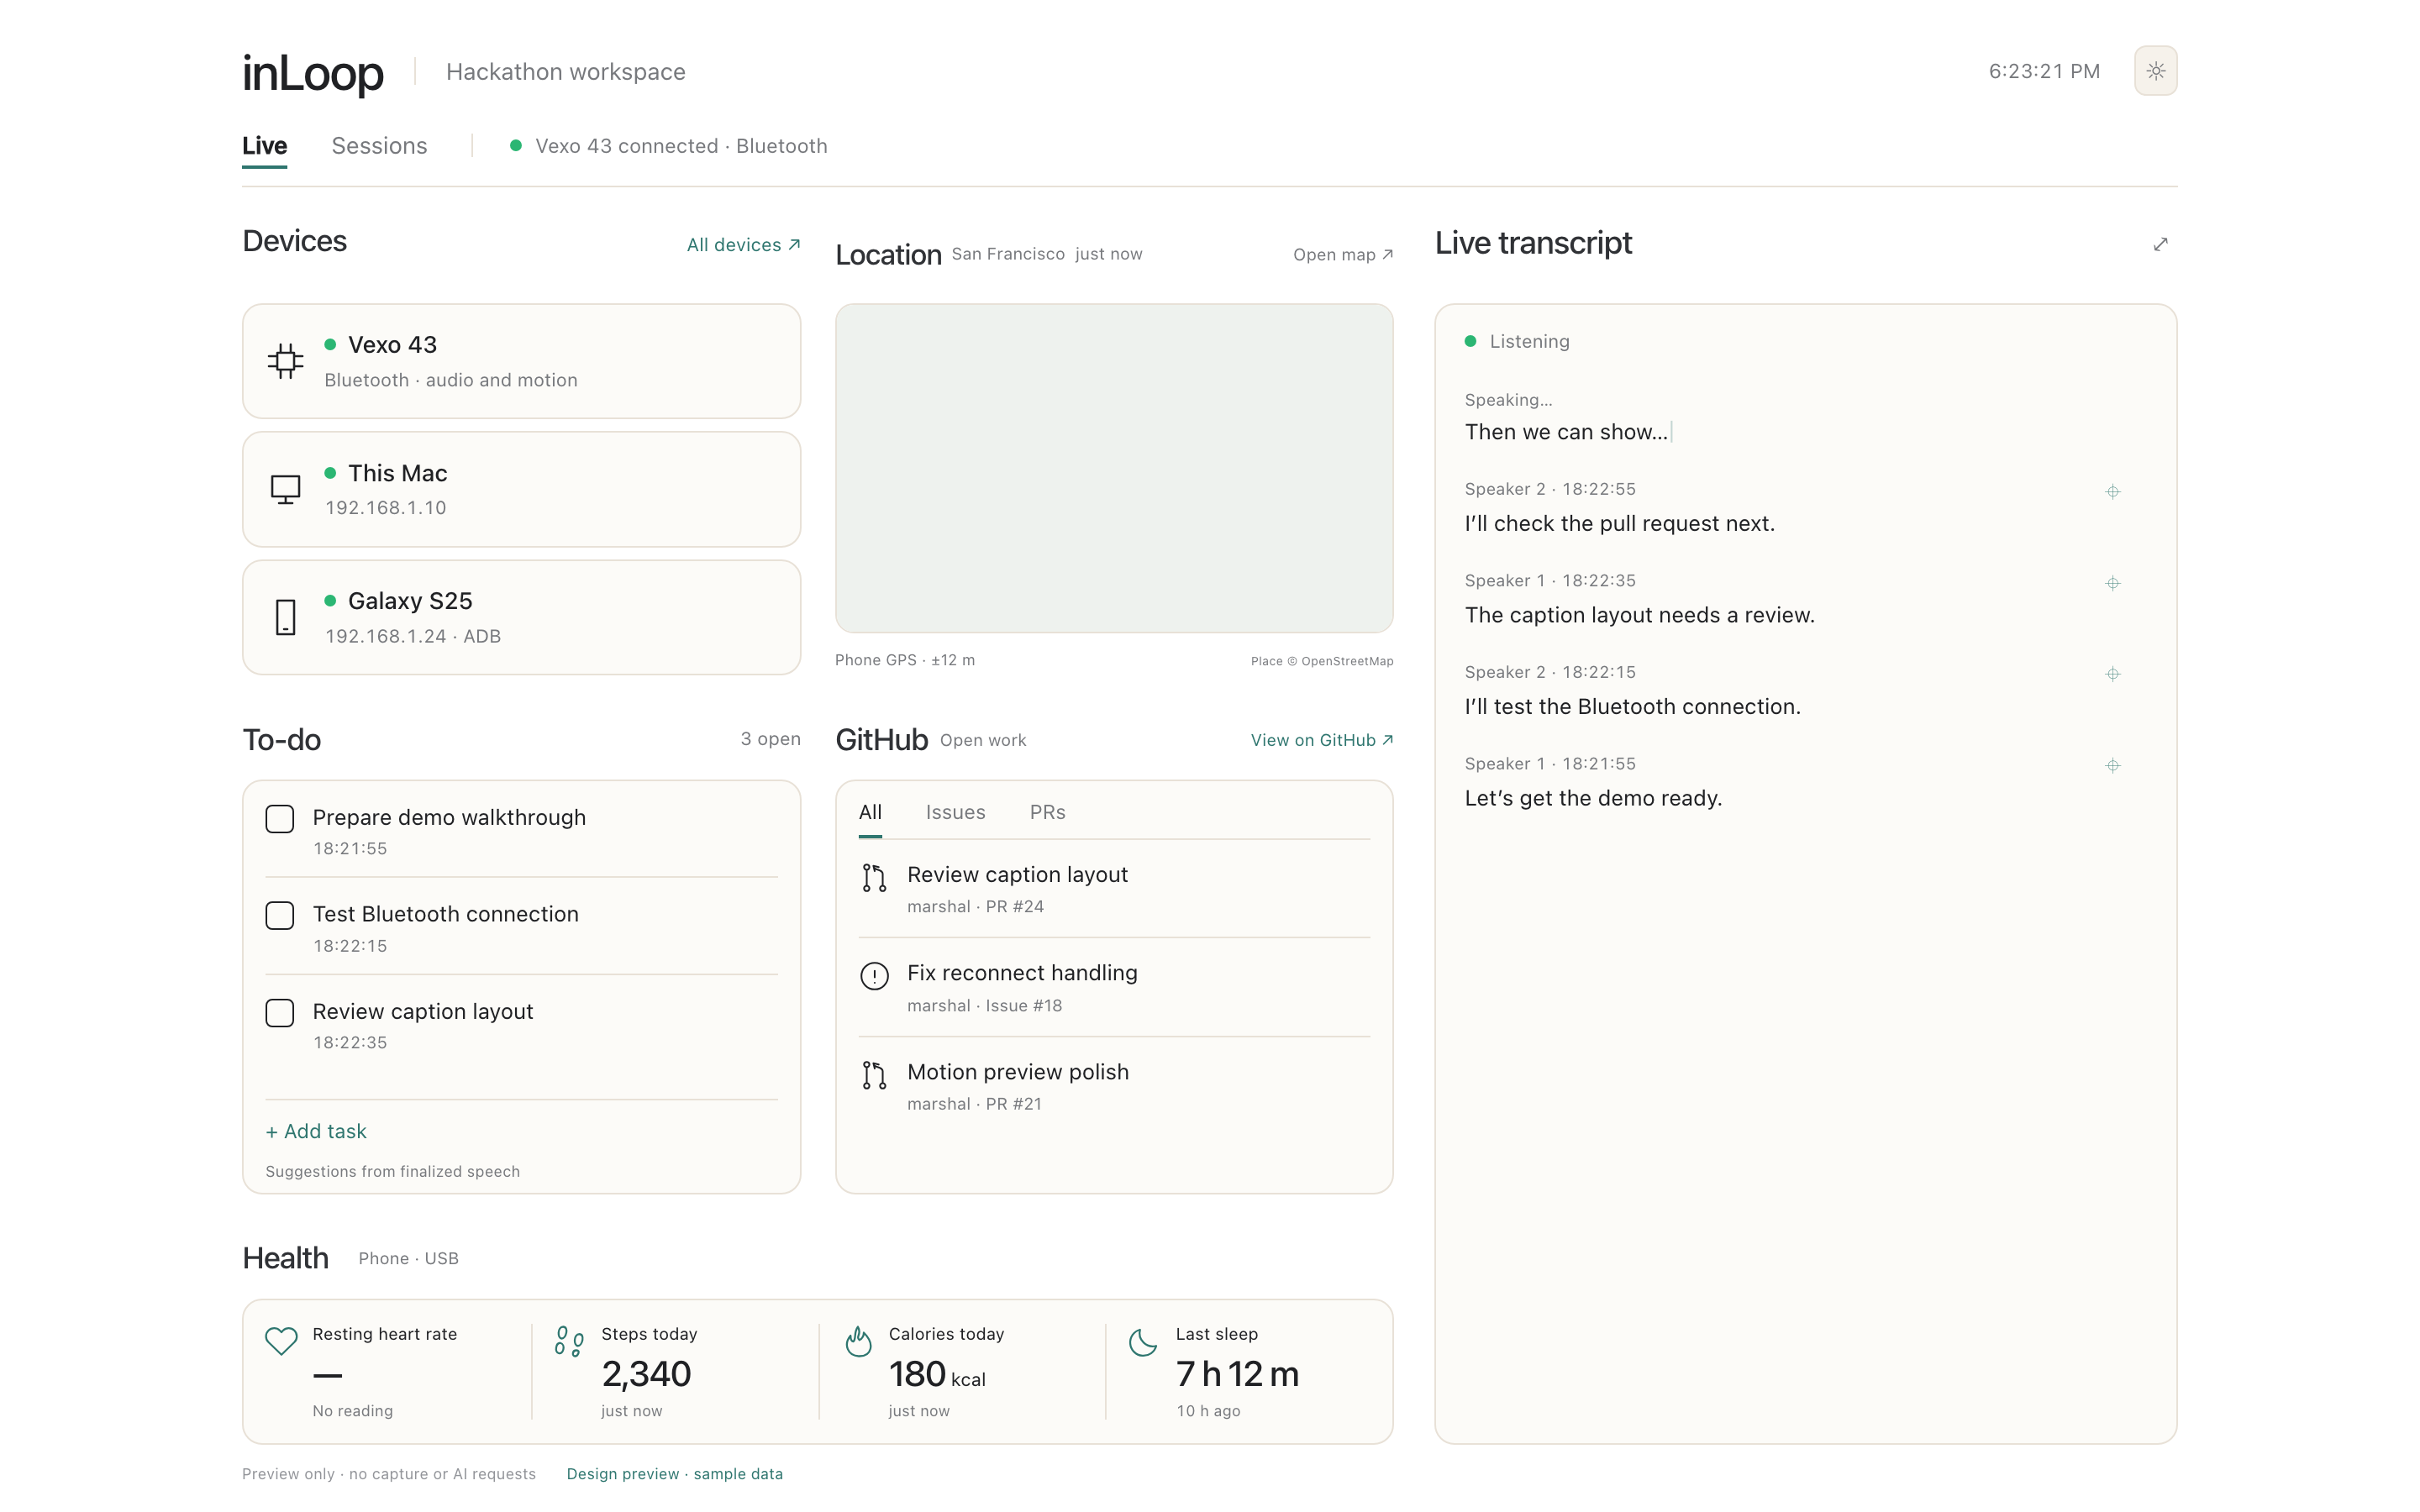 inLoop
Hackathon workspace
6:23:21 PM
Live
Sessions
Vexo 43 connected · Bluetooth
Devices
All devices ↗
Vexo 43
Bluetooth · audio and motion
This Mac
192.168.1.10
Galaxy S25
192.168.1.24 · ADB
Location San Francisco just now
Open map ↗
Phone GPS · ±12 m
Place © OpenStreetMap
To-do
3 open
Prepare demo walkthrough
18:21:55
Test Bluetooth connection
18:22:15
Review caption layout
18:22:35
+ Add task
Suggestions from finalized speech
GitHub Open work
View on GitHub ↗
All
Issues
PRs
Review caption layout
marshal · PR #24
Fix reconnect handling
marshal · Issue #18
Motion preview polish
marshal · PR #21
Health
Phone · USB
Resting heart rate
—
No reading
Steps today
2,340
just now
Calories today
180 kcal
just now
Last sleep
7 h 12 m
10 h ago
Live transcript
Listening
Speaking…
Then we can show…
Speaker 2 · 18:22:55
I’ll check the pull request next.
Speaker 1 · 18:22:35
The caption layout needs a review.
Speaker 2 · 18:22:15
I’ll test the Bluetooth connection.
Speaker 1 · 18:21:55
Let’s get the demo ready.
Preview only · no capture or AI requests
Design preview · sample data